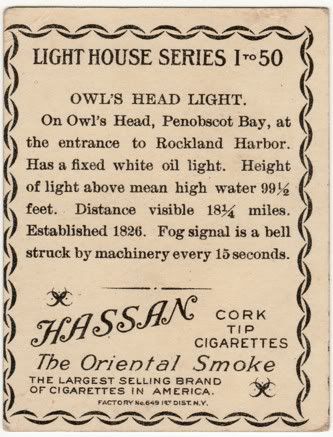 LIGHT HOUSE SERIES 1 TO 50
OWL'S HEAD LIGHT.
On Owl's Head, Penobscot Bay, at
the entrance to Rockland Harbor.
Has a fixed white oil light. Height
of light above mean high water 99½
feet. Distance visible 18¼ miles.
Established 1826. Fog signal is a bell
struck by machinery every 15 seconds.
HASSAN
CORK
TIP
CIGARETTES
The Oriental Smoke
THE LARGEST SELLING BRAND
OF CIGARETTES IN AMERICA.
FACTORY No. 649 1ST DIST. N.Y.